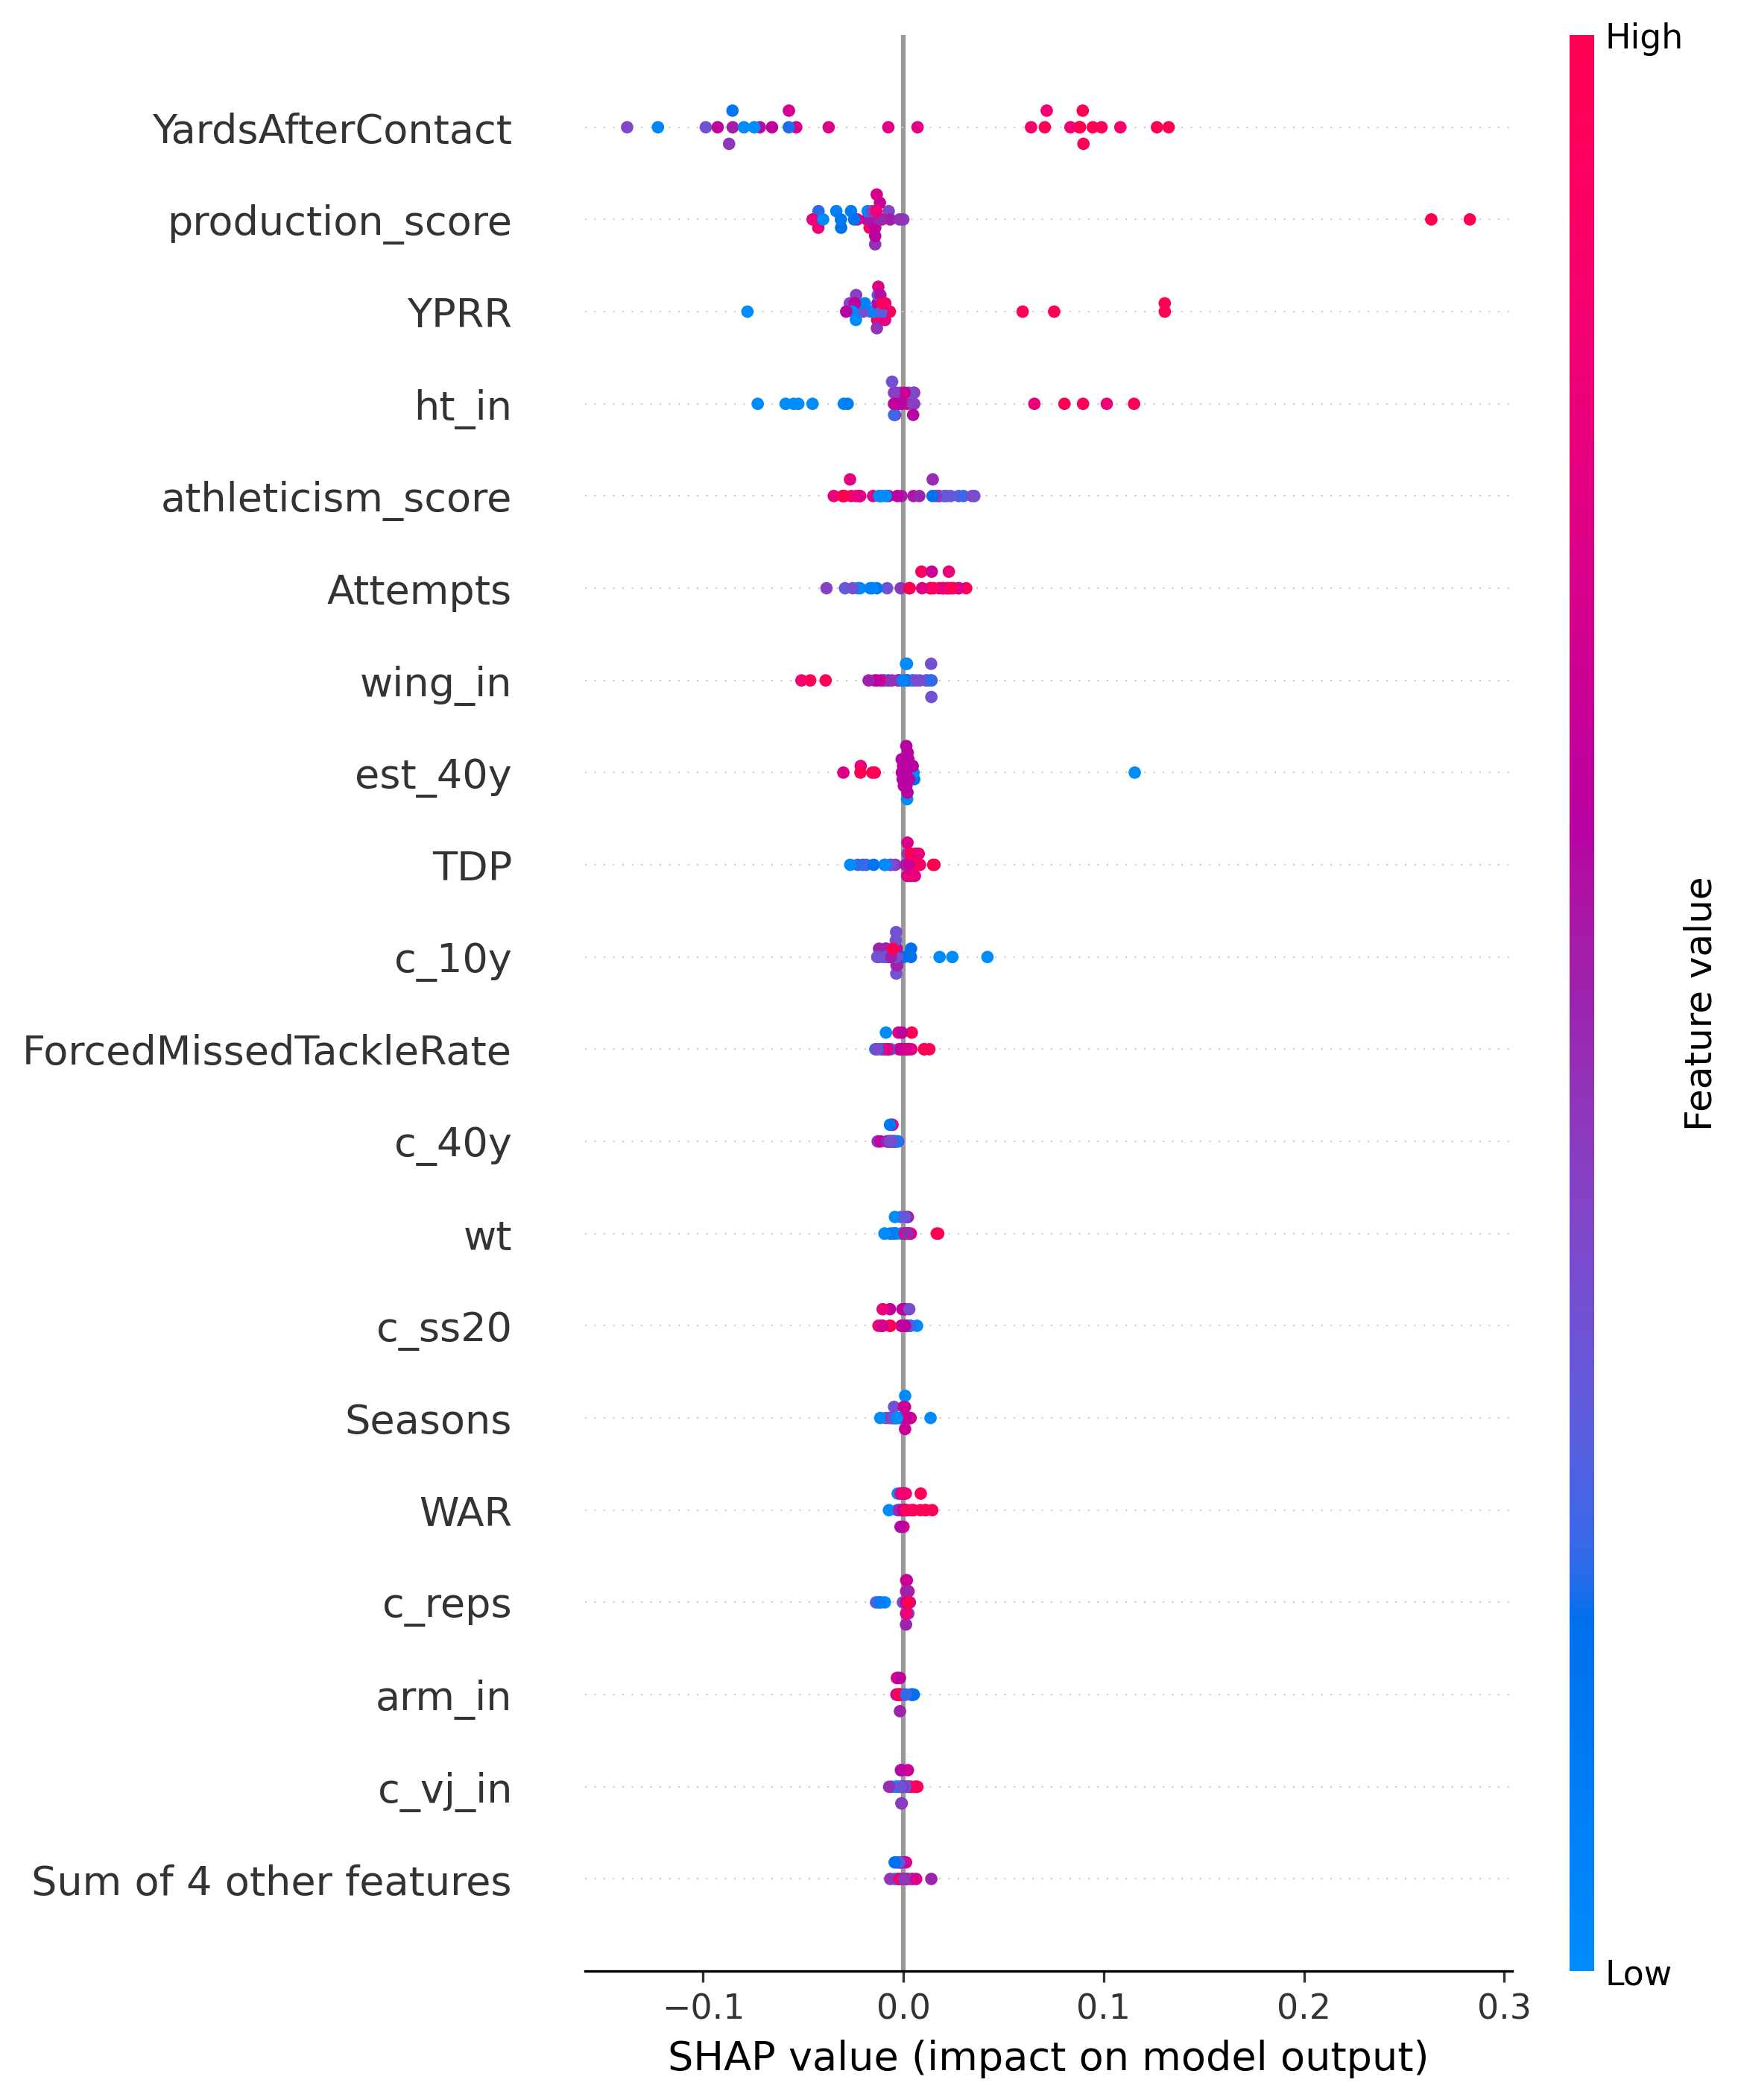 High
YardsAfterContact
production_score
YPRR
ht_in
athleticism_score
Attempts
wing_in
est_40y
TDP
c_10y
ForcedMissedTackleRate
c_40y
wt
c_ss20
Seasons
WAR
c_reps
arm_in
c_vj_in
Sum of 4 other features
Feature value
Low
−0.1 0.0 0.1 0.2 0.3
SHAP value (impact on model output)